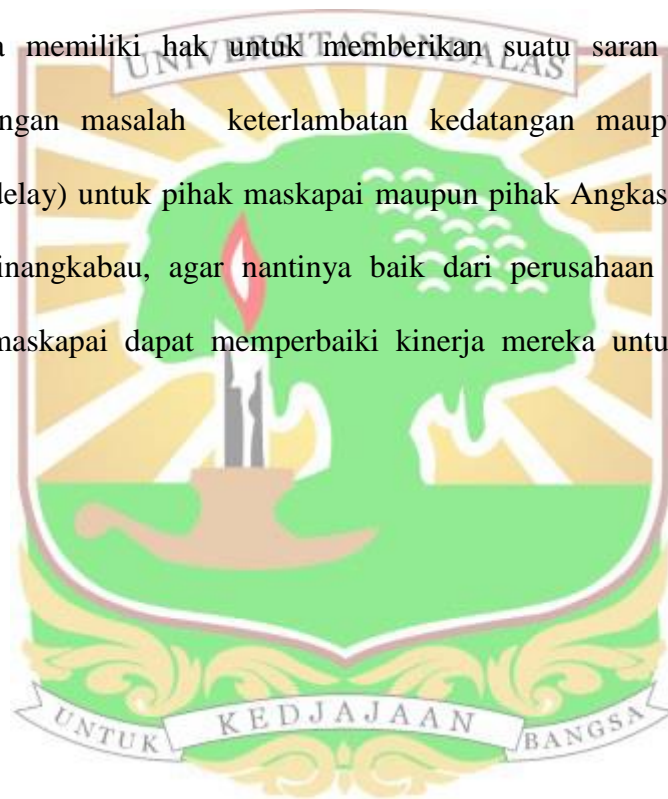 a memiliki hak untuk memberikan suatu saran
UNIVERSITAS ANDALAS
ngan masalah keterlambatan kedatangan maup
delay) untuk pihak maskapai maupun pihak Angkas
inangkabau, agar nantinya baik dari perusahaan
maskapai dapat memperbaiki kinerja mereka untu
UNTUK KEDJAJAAN BANGSA